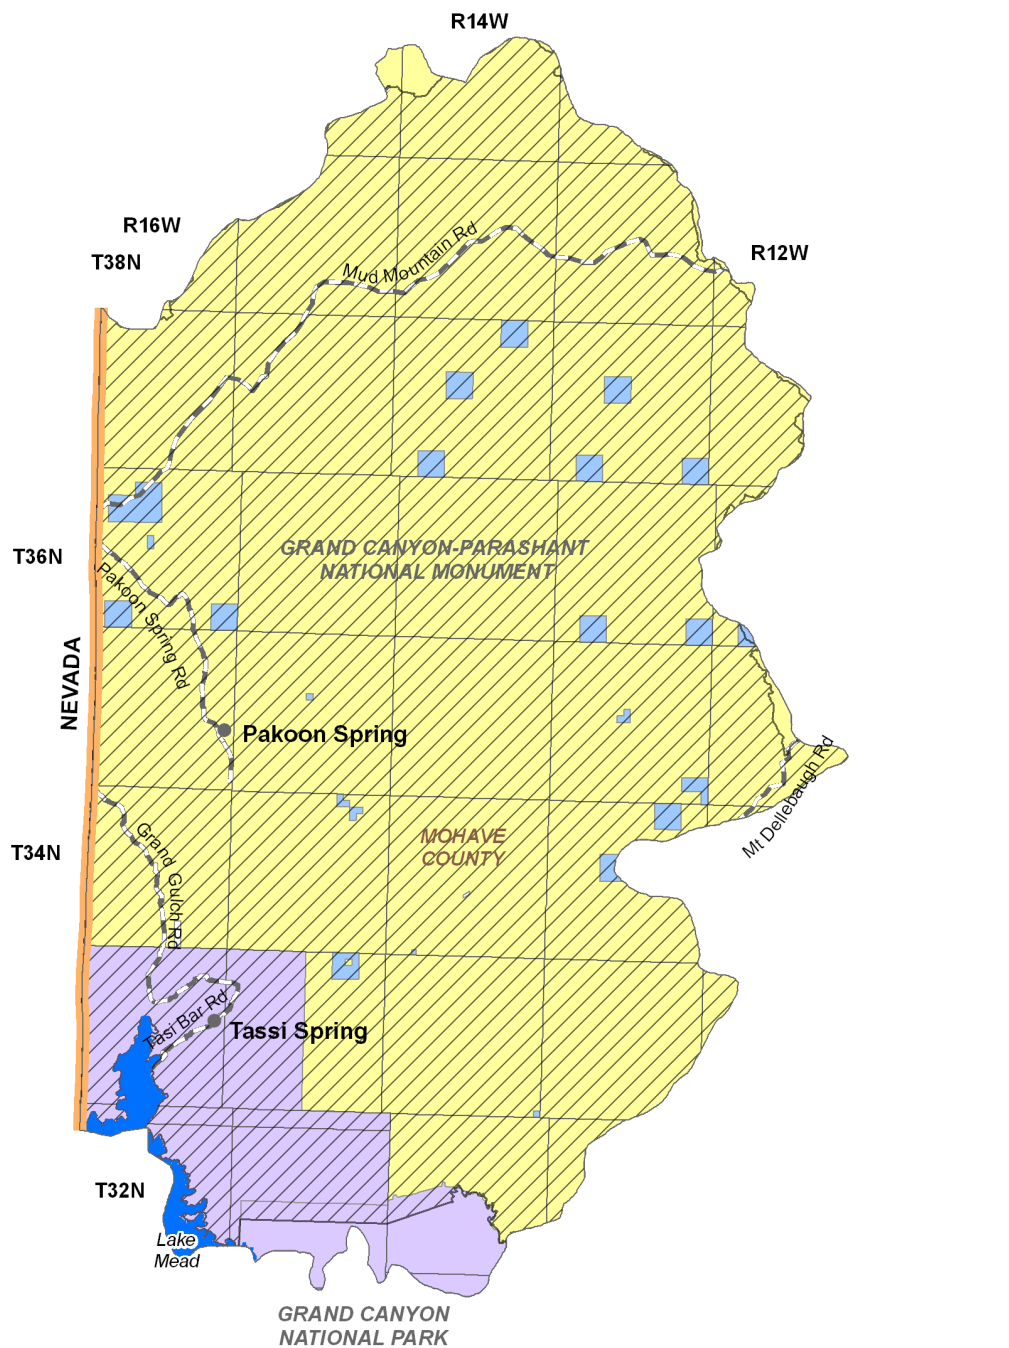 R14W
R16W
T38N
Mud Mountain Rd
R12W
T36N
GRAND CANYON-PARASHANT
NATIONAL MONUMENT
Pakoon Spring Rd
NEVADA
Pakoon Spring
Mt Dellebaugh Rd
T34N
Grand Gulch Rd
MOHAVE
COUNTY
Tasi Bar Rd
Tassi Spring
T32N
Lake
Mead
GRAND CANYON
NATIONAL PARK